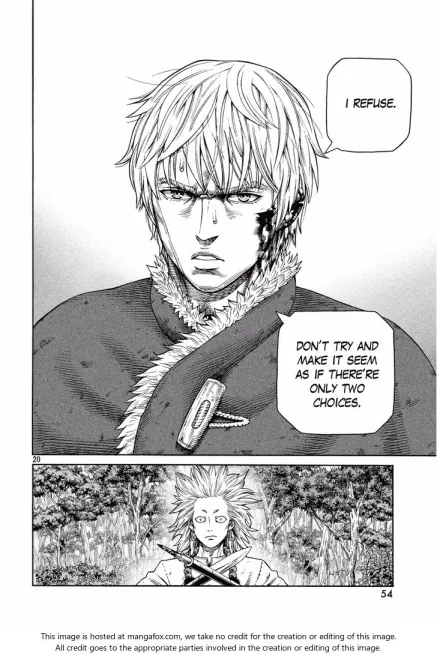 I REFUSE.
DON'T TRY AND
MAKE IT SEEM
AS IF THERE'RE
ONLY TWO
CHOICES.
20
54
This image is hosted at mangafox.com, we take no credit for the creation or editing of this image.
All credit goes to the appropriate parties involved in the creation or editing of this image.